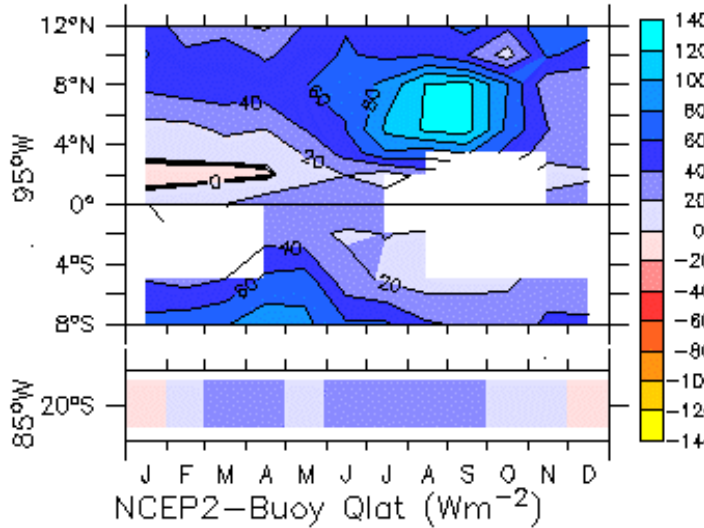 12°N
8°N
4°N
0°
4°S
8°S
95°W
40
60
80
20
0
40
60
20
140
120
100
80
60
40
20
0
−20
−40
−60
−80
−100
−120
−140
85°W
20°S
J F M A M J J A S O N D
NCEP2−Buoy Qlat (Wm⁻²)